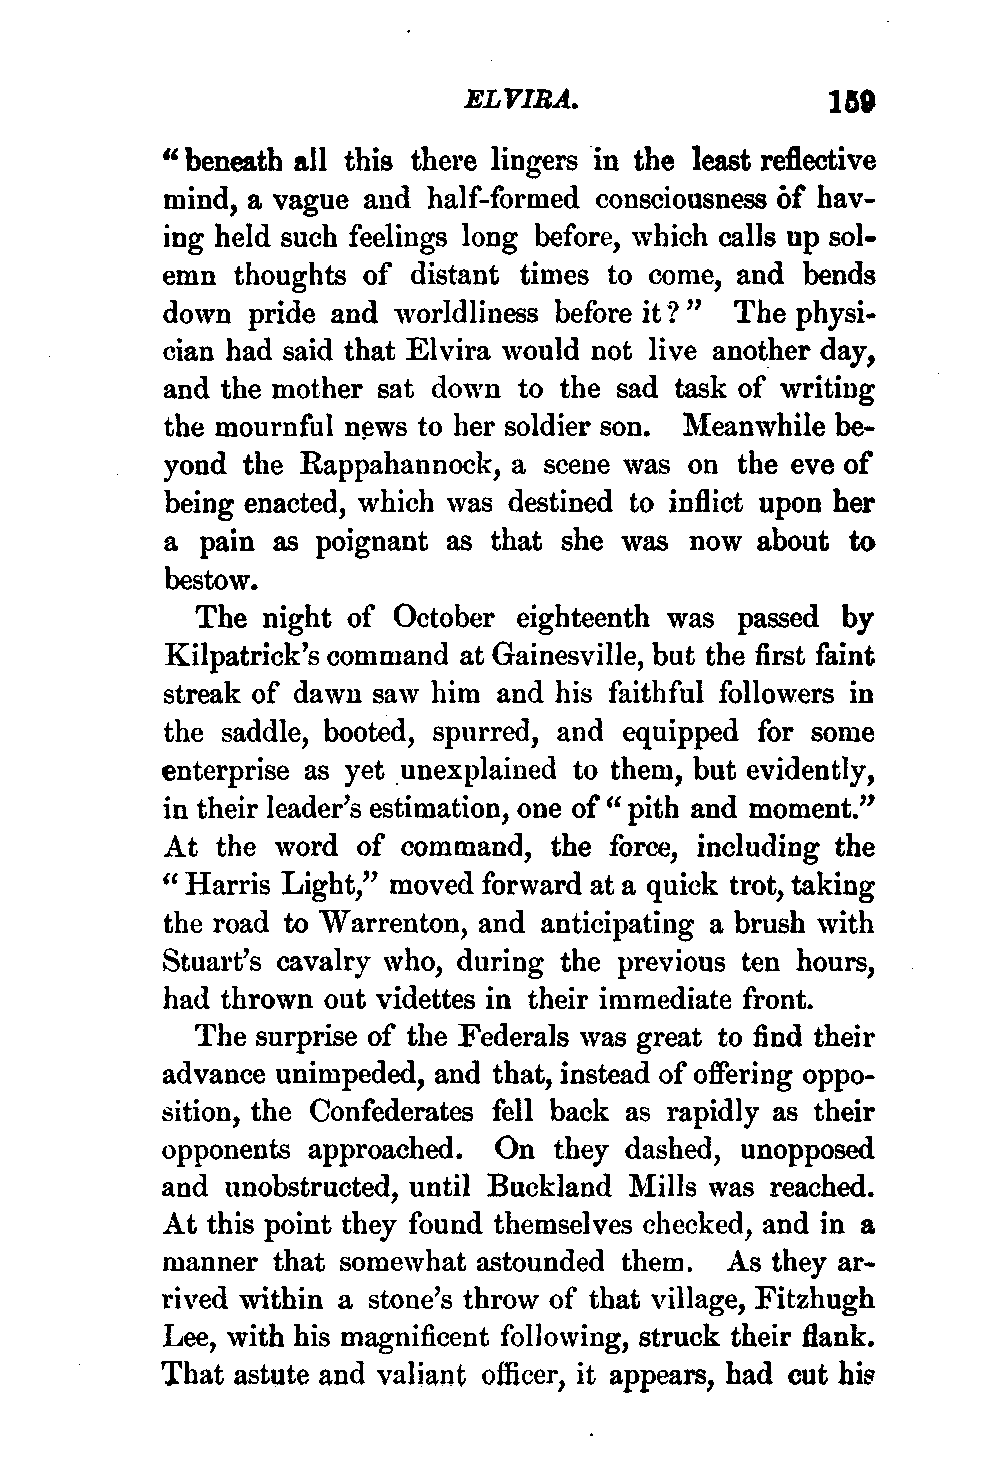 ELVIRA. 159
“beneath all this there lingers in the least reflective
mind, a vague and half-formed consciousness of hav-
ing held such feelings long before, which calls up sol-
emn thoughts of distant times to come, and bends
down pride and worldliness before it?” The physi-
cian had said that Elvira would not live another day,
and the mother sat down to the sad task of writing
the mournful news to her soldier son. Meanwhile be-
yond the Rappahannock, a scene was on the eve of
being enacted, which was destined to inflict upon her
a pain as poignant as that she was now about to
bestow.
The night of October eighteenth was passed by
Kilpatrick’s command at Gainesville, but the first faint
streak of dawn saw him and his faithful followers in
the saddle, booted, spurred, and equipped for some
enterprise as yet unexplained to them, but evidently,
in their leader’s estimation, one of “pith and moment.”
At the word of command, the force, including the
“Harris Light,” moved forward at a quick trot, taking
the road to Warrenton, and anticipating a brush with
Stuart’s cavalry who, during the previous ten hours,
had thrown out videttes in their immediate front.
The surprise of the Federals was great to find their
advance unimpeded, and that, instead of offering oppo-
sition, the Confederates fell back as rapidly as their
opponents approached. On they dashed, unopposed
and unobstructed, until Buckland Mills was reached.
At this point they found themselves checked, and in a
manner that somewhat astounded them. As they ar-
rived within a stone’s throw of that village, Fitzhugh
Lee, with his magnificent following, struck their flank.
That astute and valiant officer, it appears, had cut his